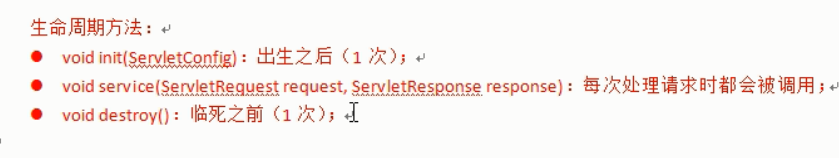 生命周期方法：
● void init(ServletConfig)：出生之后（1 次）；
● void service(ServletRequest request, ServletResponse response)：每次处理请求时都会被调用；
● void destroy()：临死之前（1 次）；